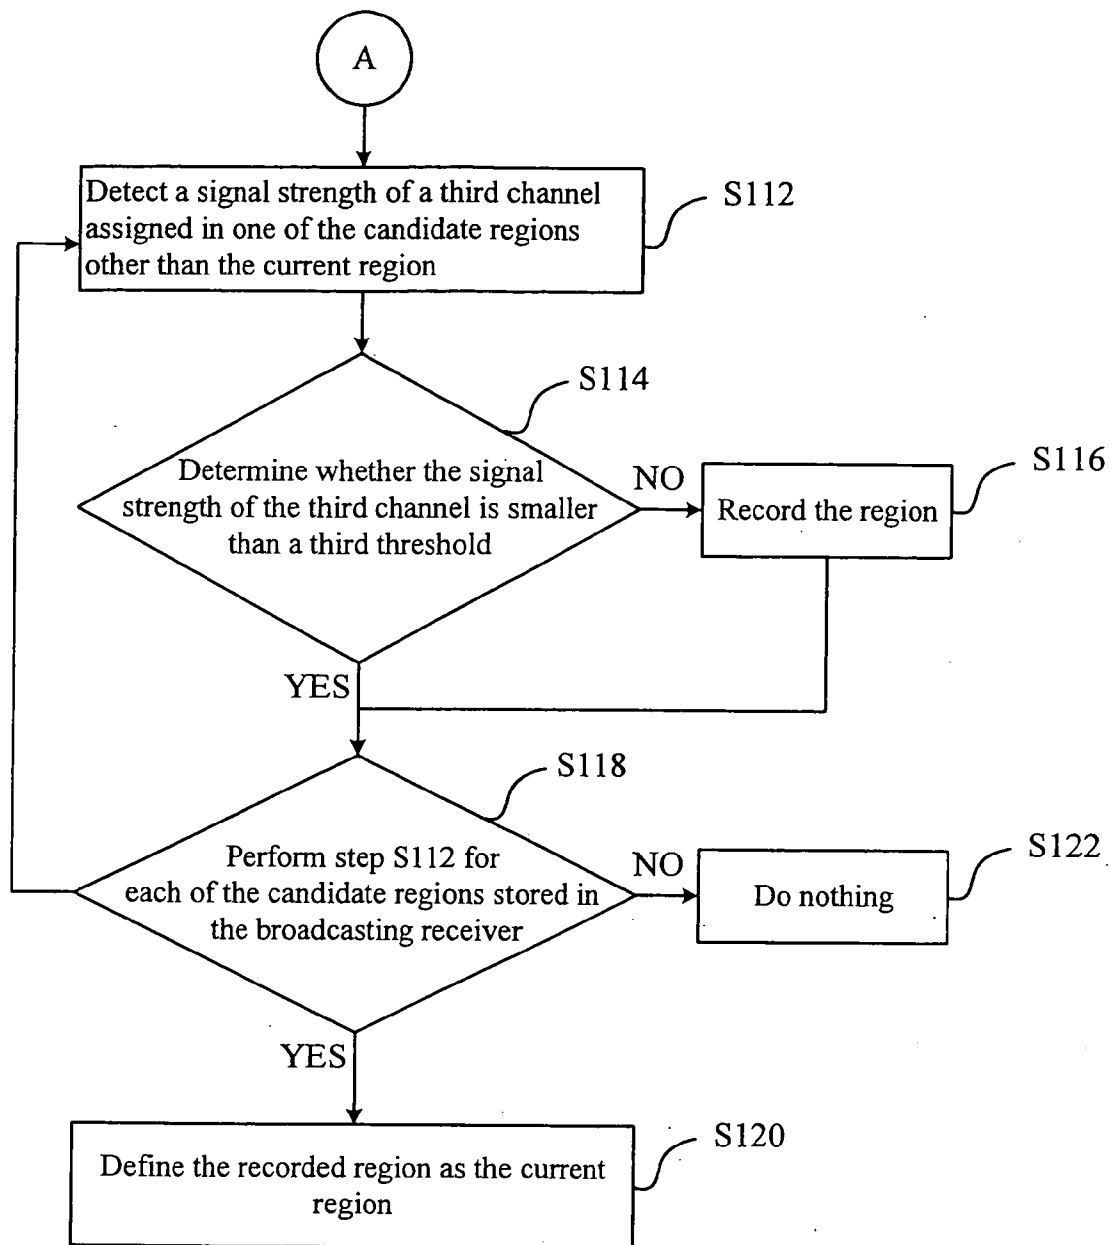 A
Detect a signal strength of a third channel
assigned in one of the candidate regions
other than the current region
S112
S114
Determine whether the signal
strength of the third channel is smaller
than a third threshold
NO
Record the region
S116
YES
S118
Perform step S112 for
each of the candidate regions stored in
the broadcasting receiver
NO
Do nothing
S122
YES
Define the recorded region as the current
region
S120